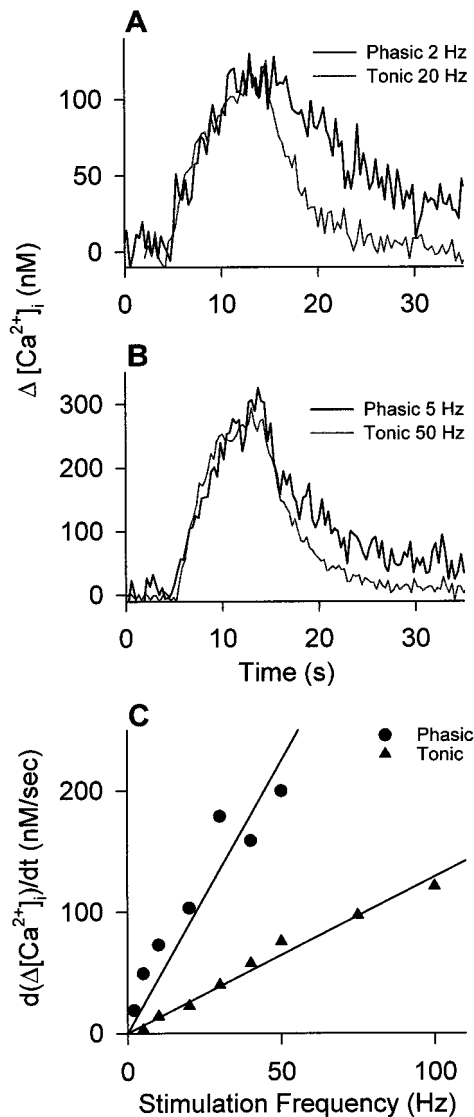 A
Phasic 2 Hz
Tonic 20 Hz
100
50
0
0 10 20 30
Δ [Ca²⁺]ᵢ (nM)
B
Phasic 5 Hz
Tonic 50 Hz
300
200
100
0
0 10 20 30
Time (s)
C
Phasic
Tonic
200
100
0
d(Δ[Ca²⁺]ᵢ)/dt (nM/sec)
0 50 100
Stimulation Frequency (Hz)